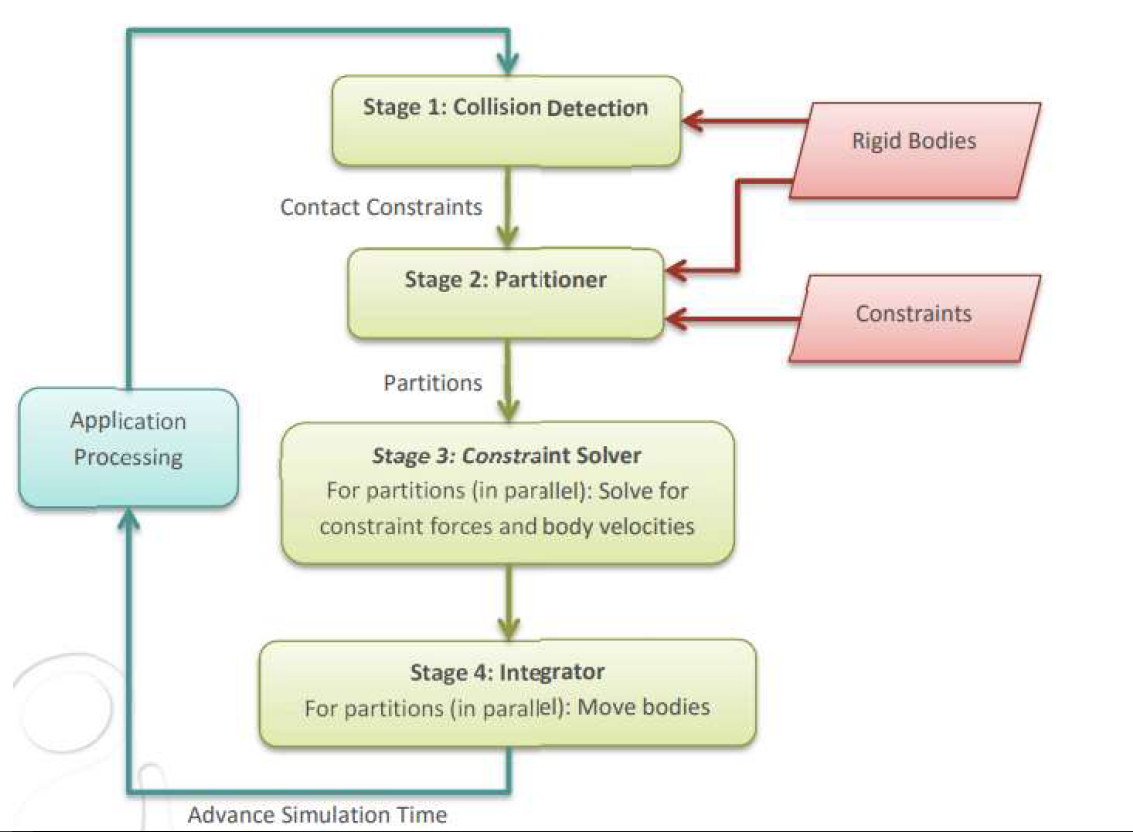 Stage 1: Collision Detection
Rigid Bodies
Contact Constraints
Stage 2: Partitioner
Constraints
Partitions
Application
Processing
Stage 3: Constraint Solver
For partitions (in parallel): Solve for
constraint forces and body velocities
Stage 4: Integrator
For partitions (in parallel): Move bodies
Advance Simulation Time